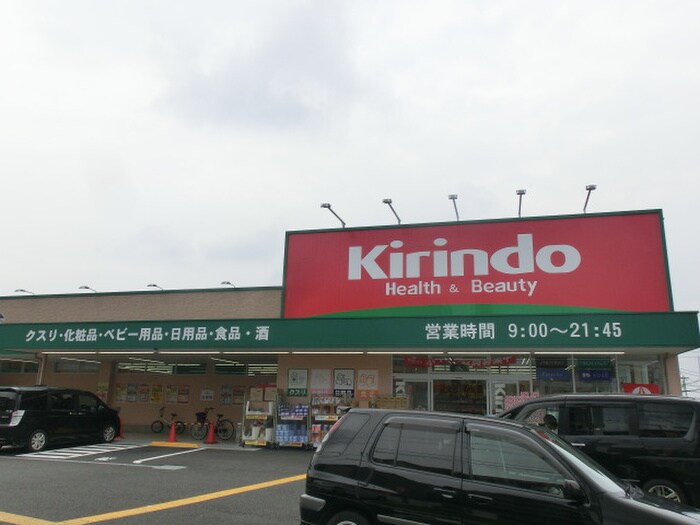 Kirindo
Health & Beauty
クスリ・化粧品・ベビー用品・日用品・食品・酒
営業時間 9:00〜21:45